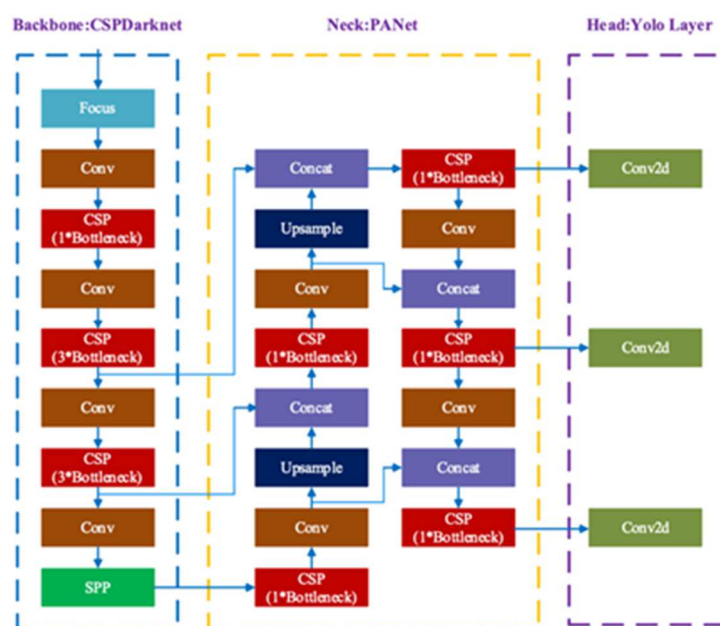 Backbone:CSPDarknet
Neck:PANet
Head:Yolo Layer
Focus
Conv
CSP
(1*Bottleneck)
Conv
CSP
(3*Bottleneck)
Conv
CSP
(3*Bottleneck)
Conv
SPP
Concat
Upsample
Conv
CSP
(1*Bottleneck)
Concat
Upsample
Conv
CSP
(1*Bottleneck)
CSP
(1*Bottleneck)
Conv
Concat
CSP
(1*Bottleneck)
Conv
Concat
CSP
(1*Bottleneck)
Conv2d
Conv2d
Conv2d